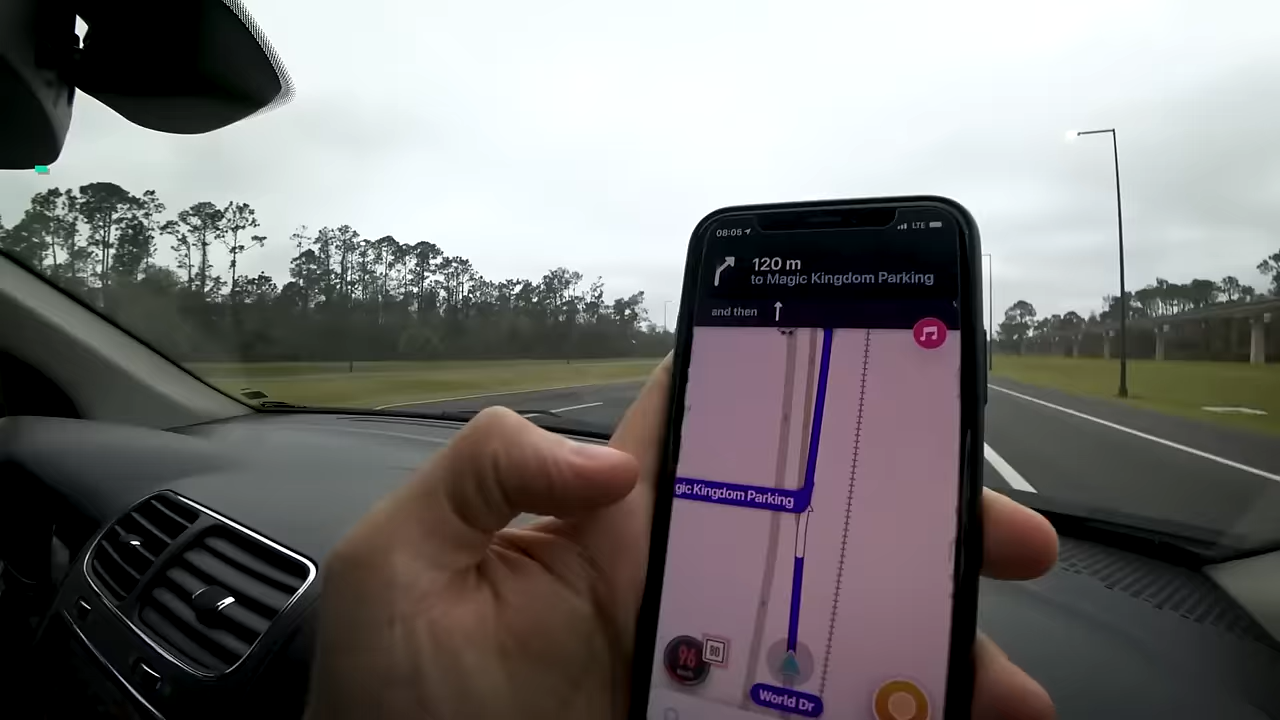 08:05
LTE
120 m
to Magic Kingdom Parking
and then
gic Kingdom Parking
96
80
World Dr